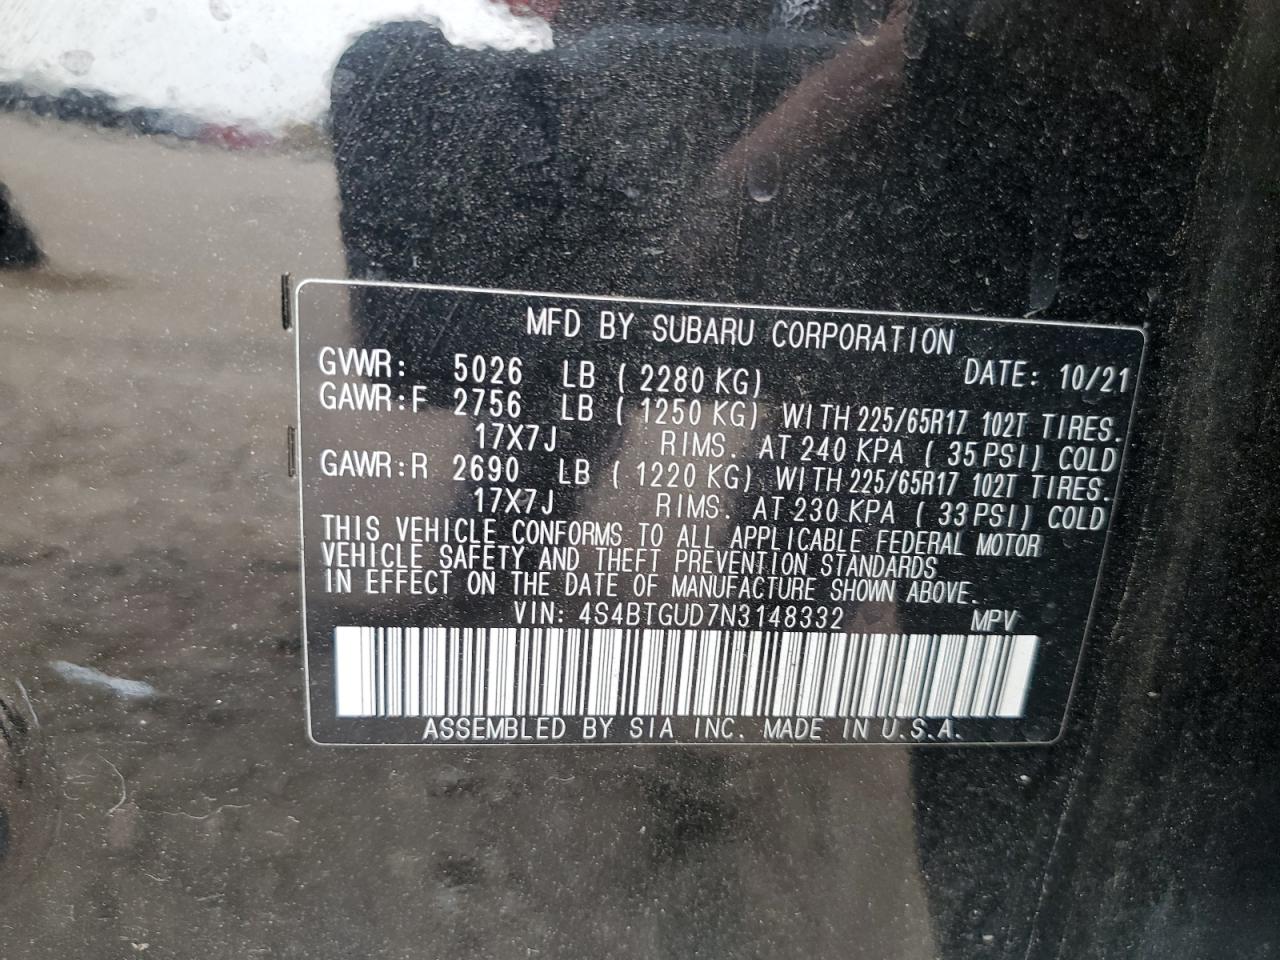 MFD BY SUBARU CORPORATION
GVWR: 5026 LB ( 2280 KG) DATE: 10/21
GAWR:F 2756 LB ( 1250 KG) WITH 225/65R17 102T TIRES.
17X7J RIMS. AT 240 KPA ( 35 PSI) COLD
GAWR:R 2690 LB ( 1220 KG) WITH 225/65R17 102T TIRES.
17X7J RIMS. AT 230 KPA ( 33 PSI) COLD
THIS VEHICLE CONFORMS TO ALL APPLICABLE FEDERAL MOTOR
VEHICLE SAFETY AND THEFT PREVENTION STANDARDS
IN EFFECT ON THE DATE OF MANUFACTURE SHOWN ABOVE.
VIN: 4S4BTGUD7N3148332 MPV
ASSEMBLED BY SIA INC. MADE IN U.S.A.